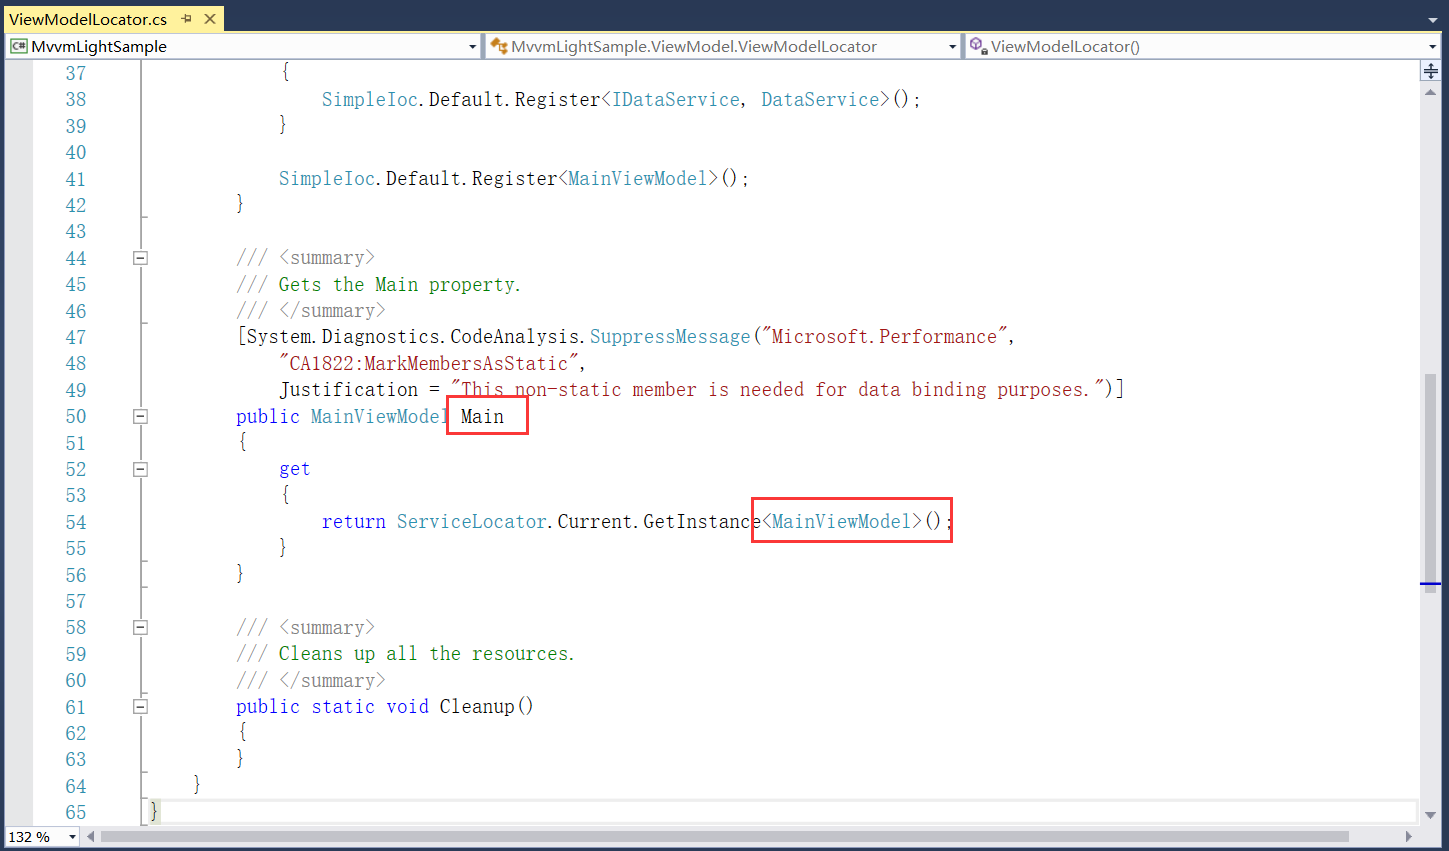 ViewModelLocator.cs
MvvmLightSample MvvmLightSample.ViewModel.ViewModelLocator ViewModelLocator()
37 {
38 SimpleIoc.Default.Register<IDataService, DataService>();
39 }
40
41 SimpleIoc.Default.Register<MainViewModel>();
42 }
43
44 /// <summary>
45 /// Gets the Main property.
46 /// </summary>
47 [System.Diagnostics.CodeAnalysis.SuppressMessage("Microsoft.Performance",
48 "CA1822:MarkMembersAsStatic",
49 Justification = "This non-static member is needed for data binding purposes.")]
50 public MainViewModel Main
51 {
52 get
53 {
54 return ServiceLocator.Current.GetInstance<MainViewModel>();
55 }
56 }
57
58 /// <summary>
59 /// Cleans up all the resources.
60 /// </summary>
61 public static void Cleanup()
62 {
63 }
64 }
65 }
132 %